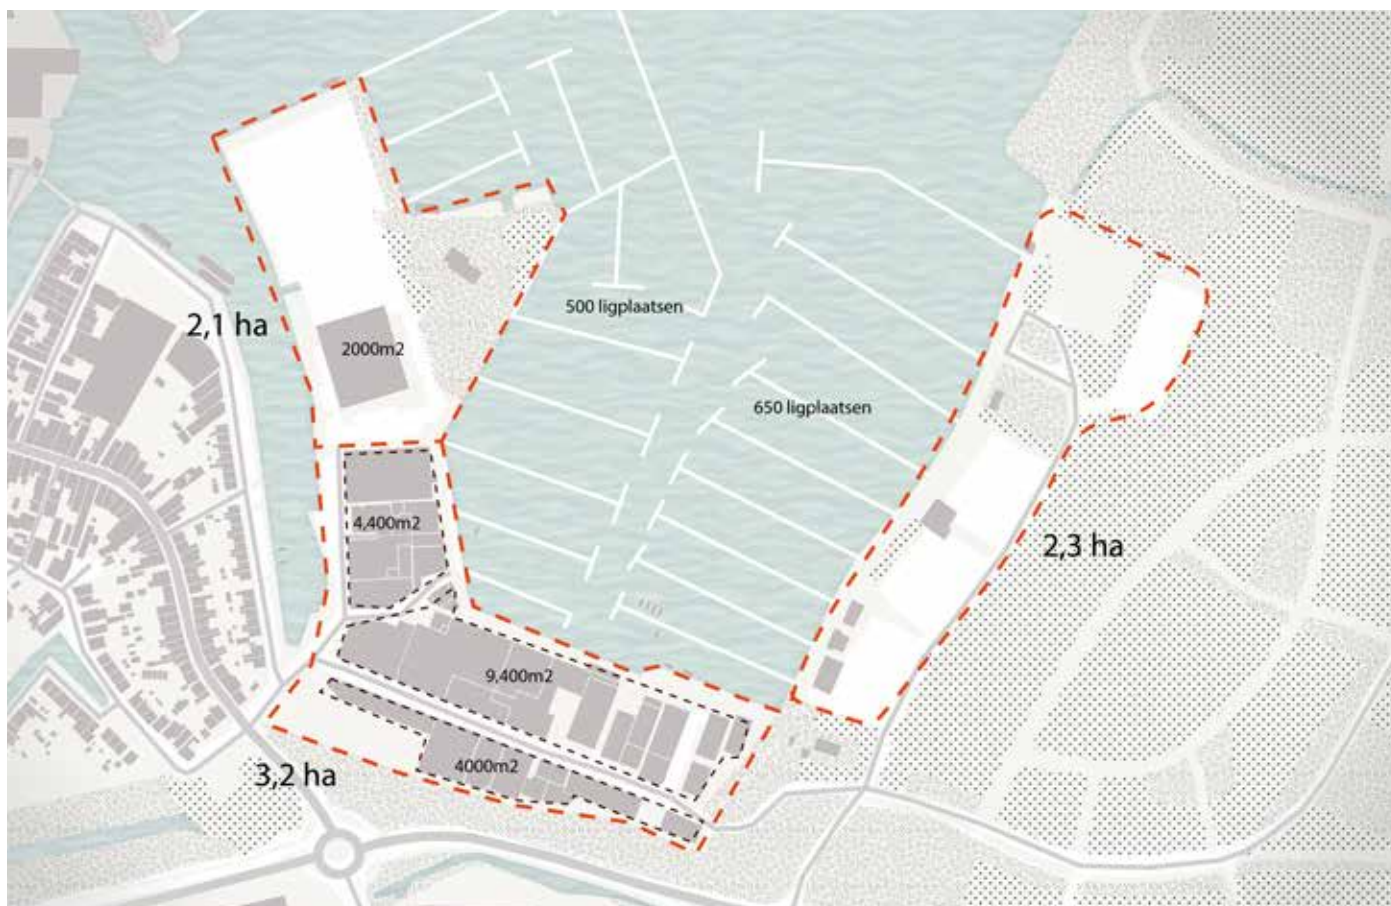 500 ligplaatsen
2,1 ha
2000m2
650 ligplaatsen
4,400m2
2,3 ha
9,400m2
4000m2
3,2 ha